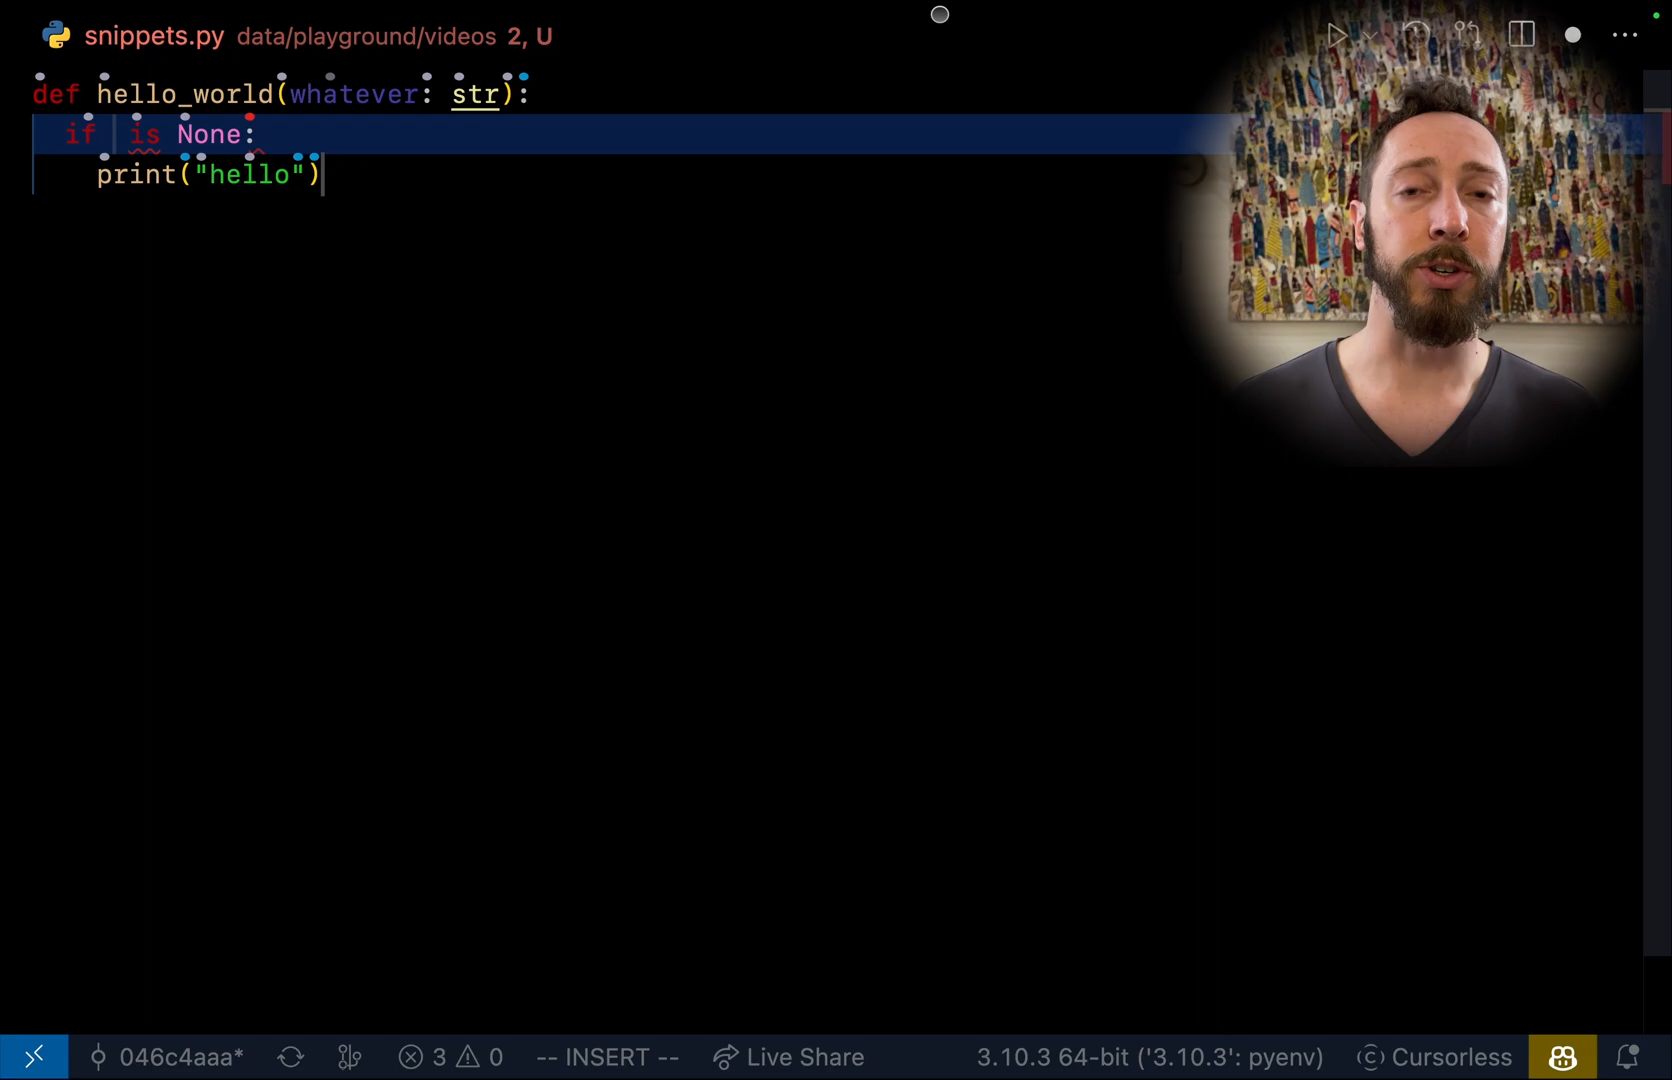 snippets.py data/playground/videos 2, U
def hello_world(whatever: str):
if is None:
print("hello")
046c4aaa* 3 0 -- INSERT -- Live Share 3.10.3 64-bit ('3.10.3': pyenv) Cursorless